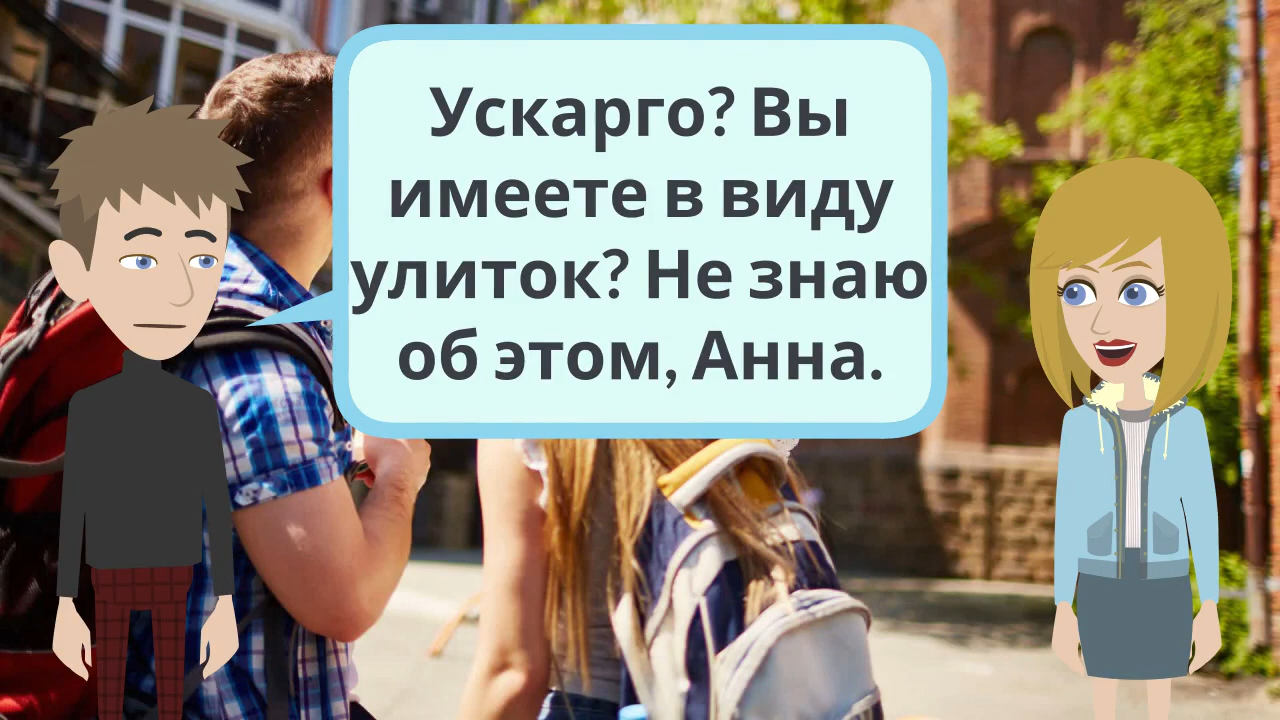 Ускарго? Вы
имеете в виду
улиток? Не знаю
об этом, Анна.